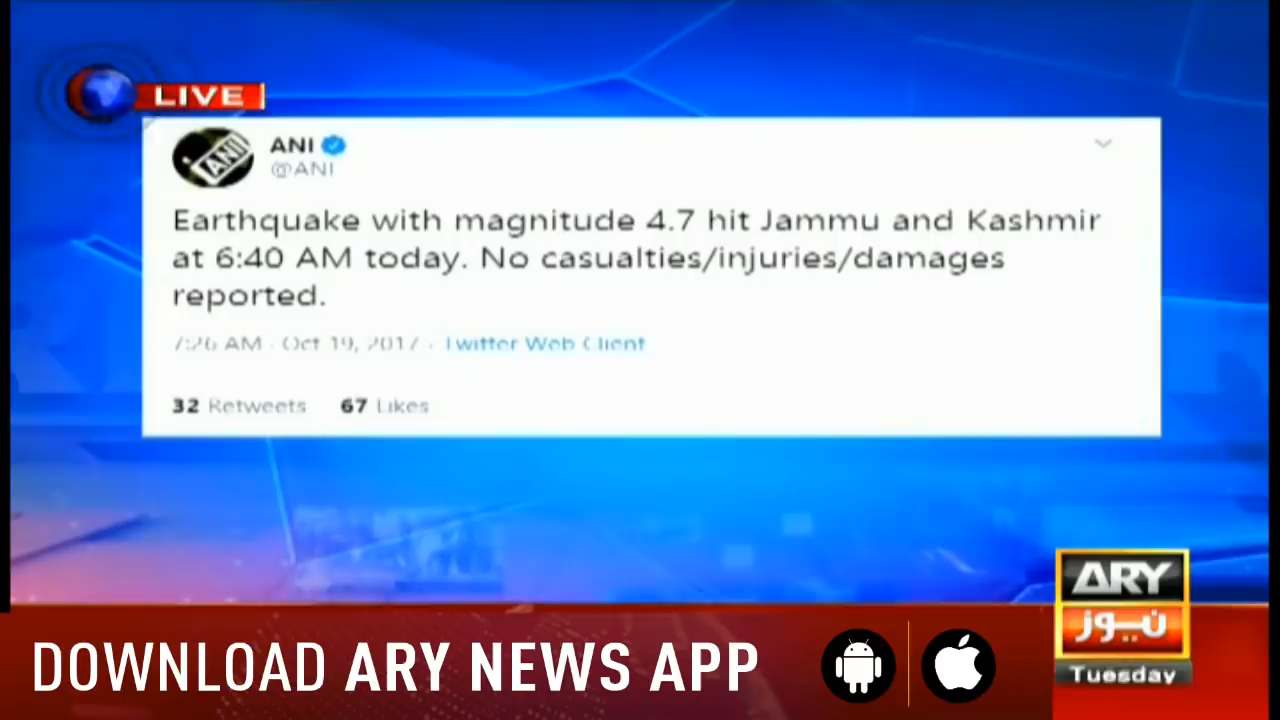 LIVE
ANI
ANI
@ANI
Earthquake with magnitude 4.7 hit Jammu and Kashmir
at 6:40 AM today. No casualties/injuries/damages
reported.
7:26 AM · Oct 19, 2017 · Twitter Web Client
32 Retweets 67 Likes
ARY
نیوز
Tuesday
DOWNLOAD ARY NEWS APP